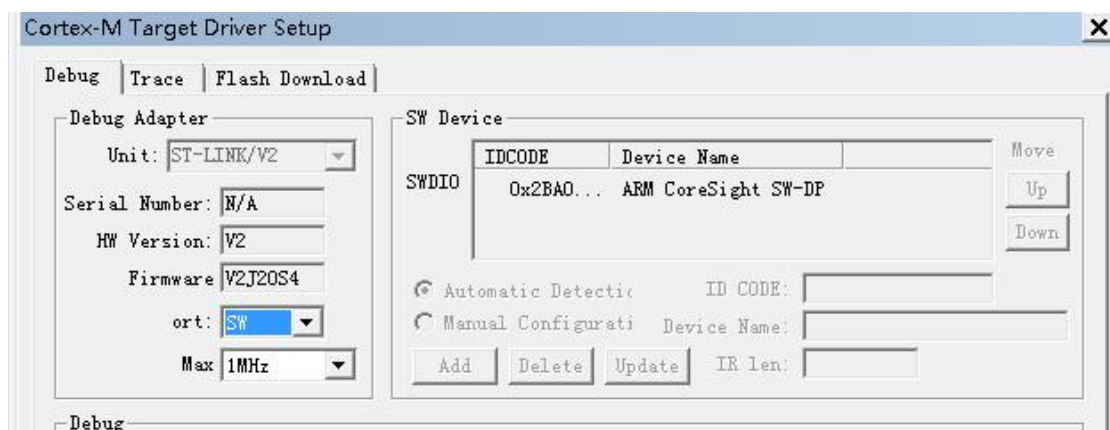 Cortex-M Target Driver Setup
Debug Trace Flash Download
Debug Adapter
Unit: ST-LINK/V2
Serial Number: N/A
HW Version: V2
Firmware V2J20S4
ort: SW
Max 1MHz
SW Device
IDCODE Device Name
SWDIO 0x2BA0... ARM CoreSight SW-DP
Move
Up
Down
Automatic Detectic ID CODE:
Manual Configurati Device Name:
Add Delete Update IR len:
Debug